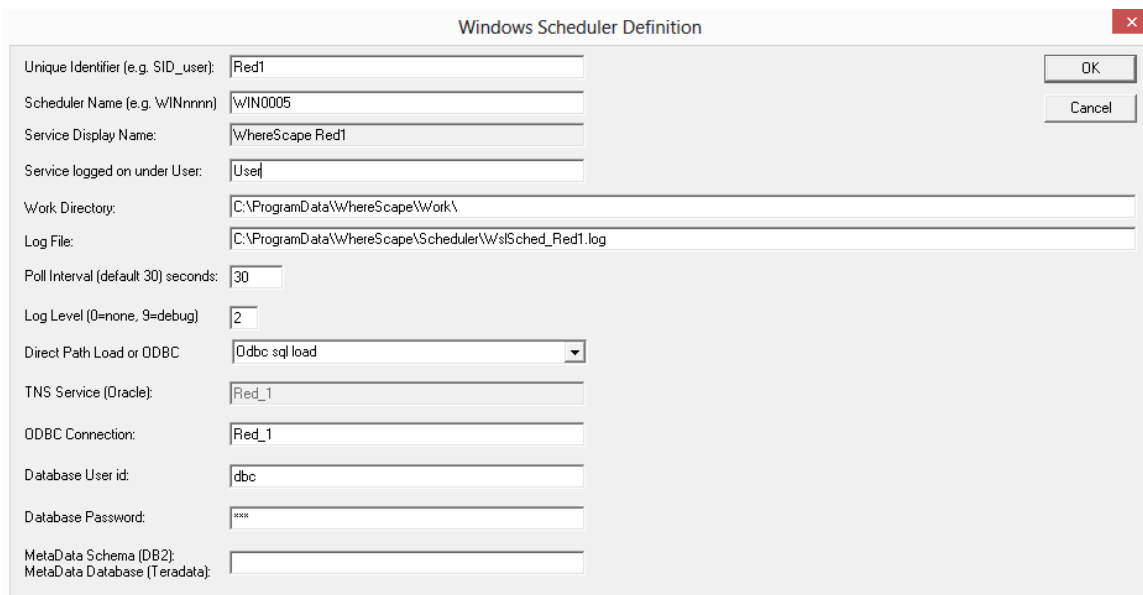 Windows Scheduler Definition
Unique Identifier (e.g. SID_user): Red1 OK
Scheduler Name (e.g. WINnnnn) WIN0005 Cancel
Service Display Name: WhereScape Red1
Service logged on under User: User
Work Directory: C:\ProgramData\WhereScape\Work\
Log File: C:\ProgramData\WhereScape\Scheduler\WslSched_Red1.log
Poll Interval (default 30) seconds: 30
Log Level (0=none, 9=debug) 2
Direct Path Load or ODBC Odbc sql load
TNS Service (Oracle): Red_1
ODBC Connection: Red_1
Database User id: dbc
Database Password: ***
MetaData Schema (DB2):
MetaData Database (Teradata):